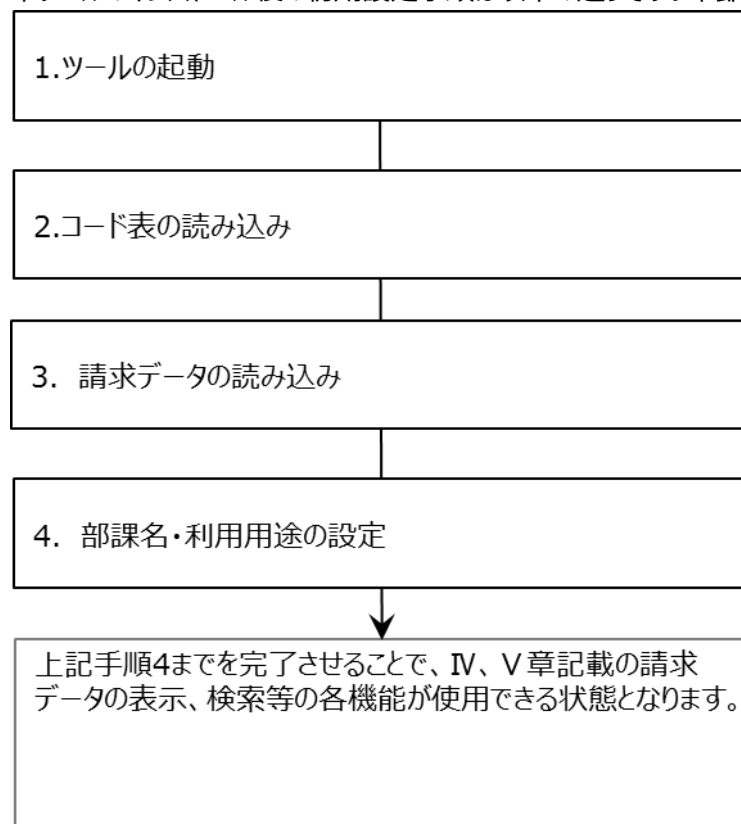 1.ツールの起動
2.コード表の読み込み
3. 請求データの読み込み
4. 部課名・利用用途の設定
上記手順4までを完了させることで、Ⅳ、Ⅴ章記載の請求
データの表示、検索等の各機能が使用できる状態となります。